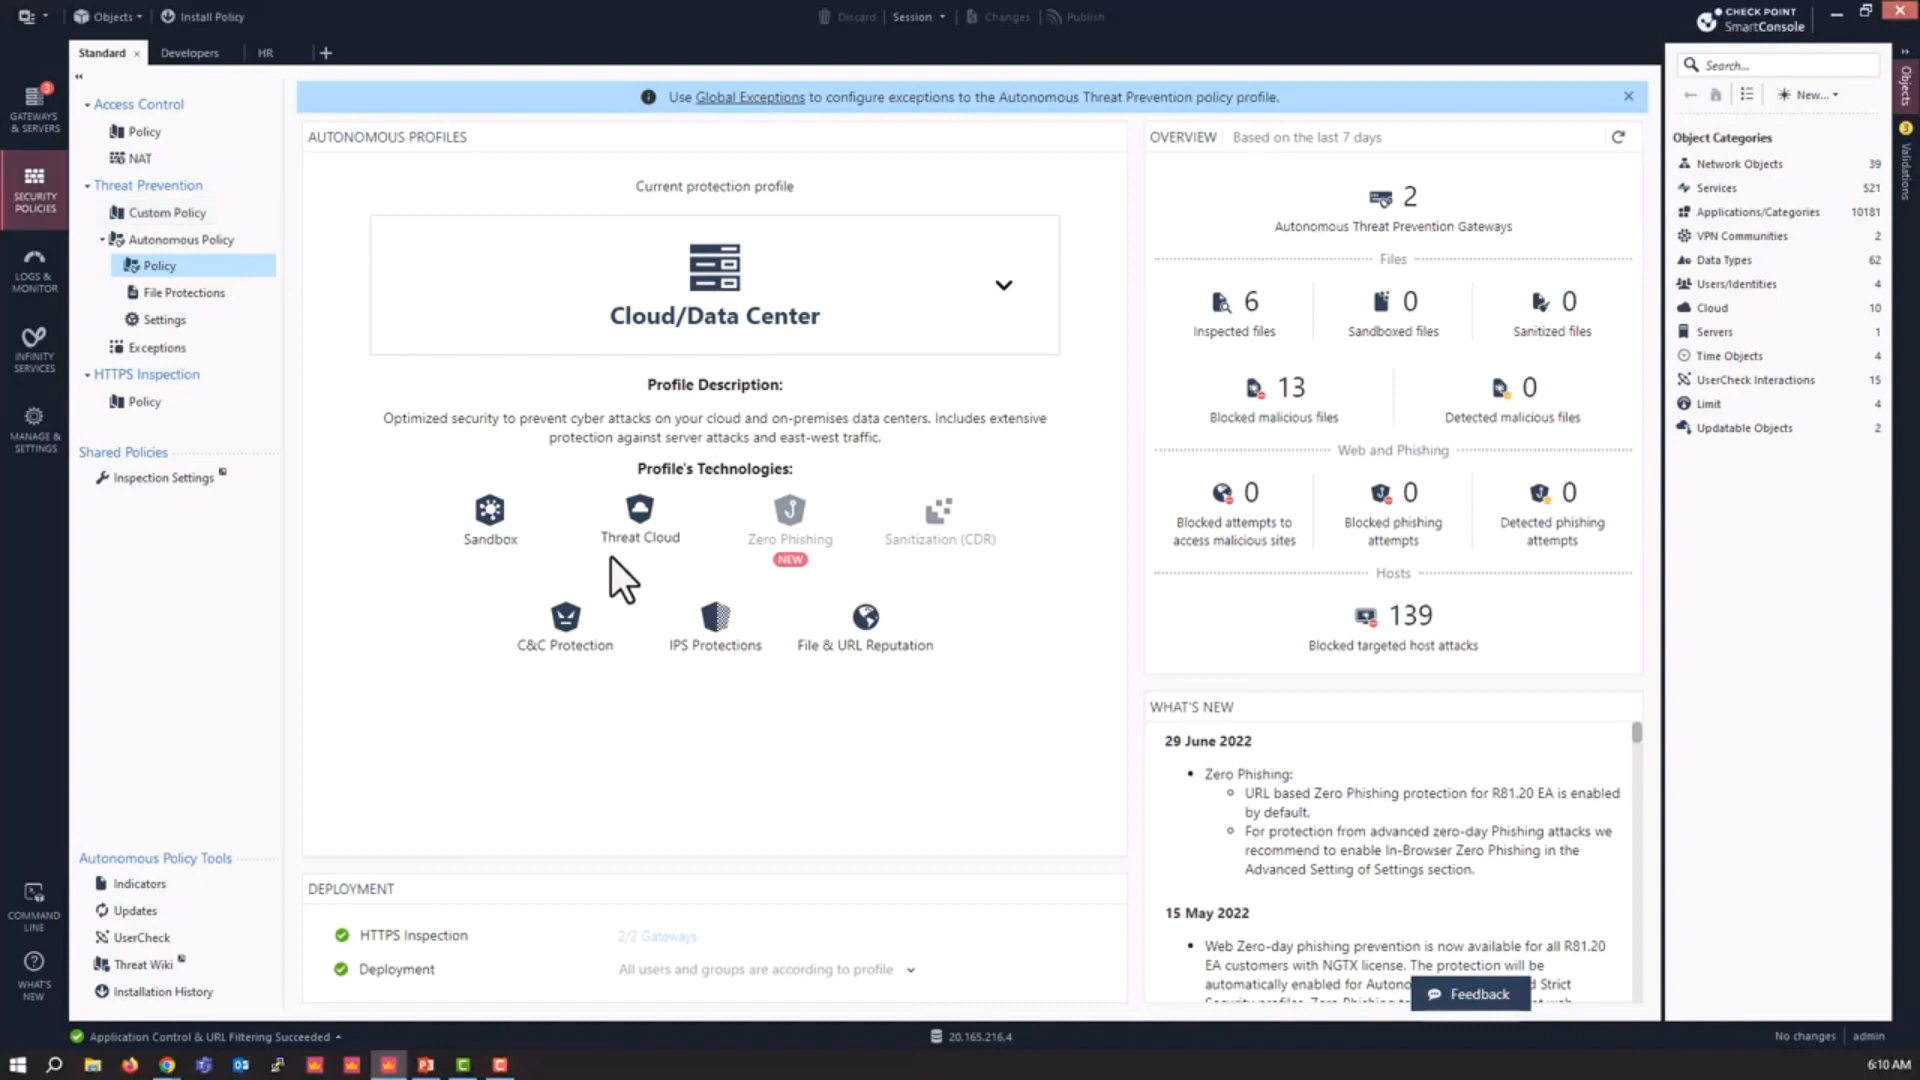 Objects
Install Policy
Discard
Session
Changes
Publish
CHECK POINT
SmartConsole
Standard
Developers
HR
3
GATEWAYS
& SERVERS
SECURITY
POLICIES
LOGS &
MONITOR
INFINITY
SERVICES
MANAGE &
SETTINGS
COMMAND
LINE
WHAT'S
NEW
Access Control
Policy
NAT
Threat Prevention
Custom Policy
Autonomous Policy
Policy
File Protections
Settings
Exceptions
HTTPS Inspection
Policy
Shared Policies
Inspection Settings
Autonomous Policy Tools
Indicators
Updates
UserCheck
Threat Wiki
Installation History
Use Global Exceptions to configure exceptions to the Autonomous Threat Prevention policy profile.
AUTONOMOUS PROFILES
Current protection profile
Cloud/Data Center
Profile Description:
Optimized security to prevent cyber attacks on your cloud and on-premises data centers. Includes extensive
protection against server attacks and east-west traffic.
Profile's Technologies:
Sandbox
Threat Cloud
Zero Phishing
NEW
Sanitization (CDR)
C&C Protection
IPS Protections
File & URL Reputation
DEPLOYMENT
HTTPS Inspection
2/2 Gateways
Deployment
All users and groups are according to profile
OVERVIEW
Based on the last 7 days
2
Autonomous Threat Prevention Gateways
Files
6
Inspected files
0
Sandboxed files
0
Sanitized files
13
Blocked malicious files
0
Detected malicious files
Web and Phishing
0
Blocked attempts to
access malicious sites
0
Blocked phishing
attempts
0
Detected phishing
attempts
Hosts
139
Blocked targeted host attacks
WHAT'S NEW
29 June 2022
Zero Phishing:
URL based Zero Phishing protection for R81.20 EA is enabled
by default.
For protection from advanced zero-day Phishing attacks we
recommend to enable In-Browser Zero Phishing in the
Advanced Setting of Settings section.
15 May 2022
Web Zero-day phishing prevention is now available for all R81.20
EA customers with NGTX license. The protection will be
automatically enabled for Strict
Feedback
Search...
New...
Object Categories
Network Objects 39
Services 521
Applications/Categories 10181
VPN Communities 2
Data Types 62
Users/Identities 4
Cloud 10
Servers 1
Time Objects 4
UserCheck Interactions 15
Limit 4
Updatable Objects 2
Objects
Validations
Application Control & URL Filtering Succeeded
20.165.216.4
No changes
admin
6:10 AM